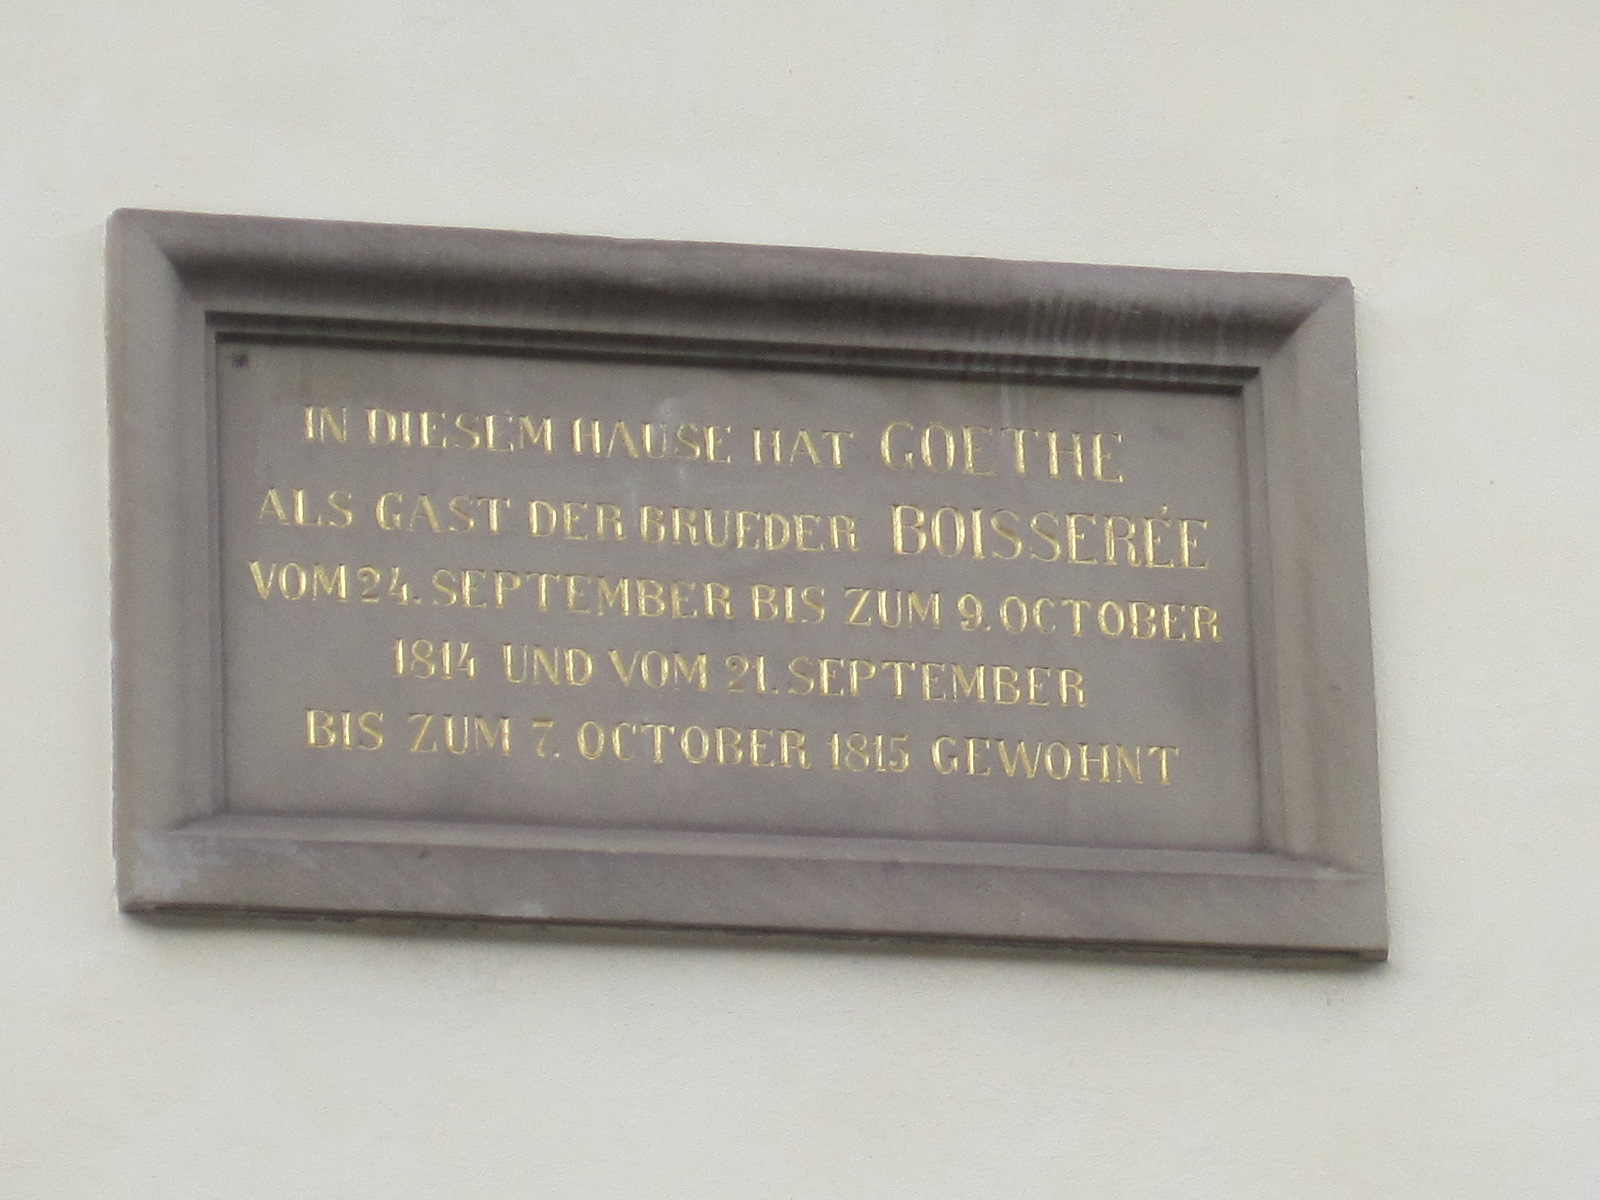 IN DIESEM HAUSE HAT GOETHE
ALS GAST DER BRUEDER BOISSERÉE
VOM 24. SEPTEMBER BIS ZUM 9. OCTOBER
1814 UND VOM 21. SEPTEMBER
BIS ZUM 7. OCTOBER 1815 GEWOHNT